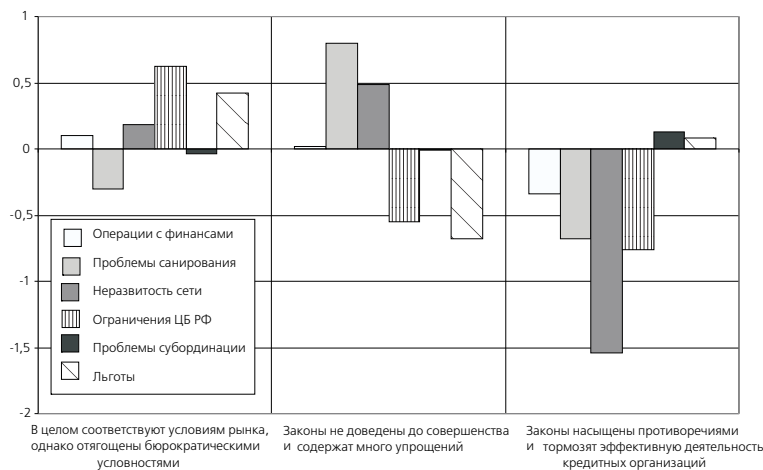 1
0,5
0
-0,5
-1
-1,5
-2
Операции с финансами
Проблемы санирования
Неразвитость сети
Ограничения ЦБ РФ
Проблемы субординации
Льготы
В целом соответствуют условиям рынка,
однако отягощены бюрократическими
условностями
Законы не доведены до совершенства
и содержат много упрощений
Законы насыщены противоречиями
и тормозят эффективную деятельность
кредитных организаций